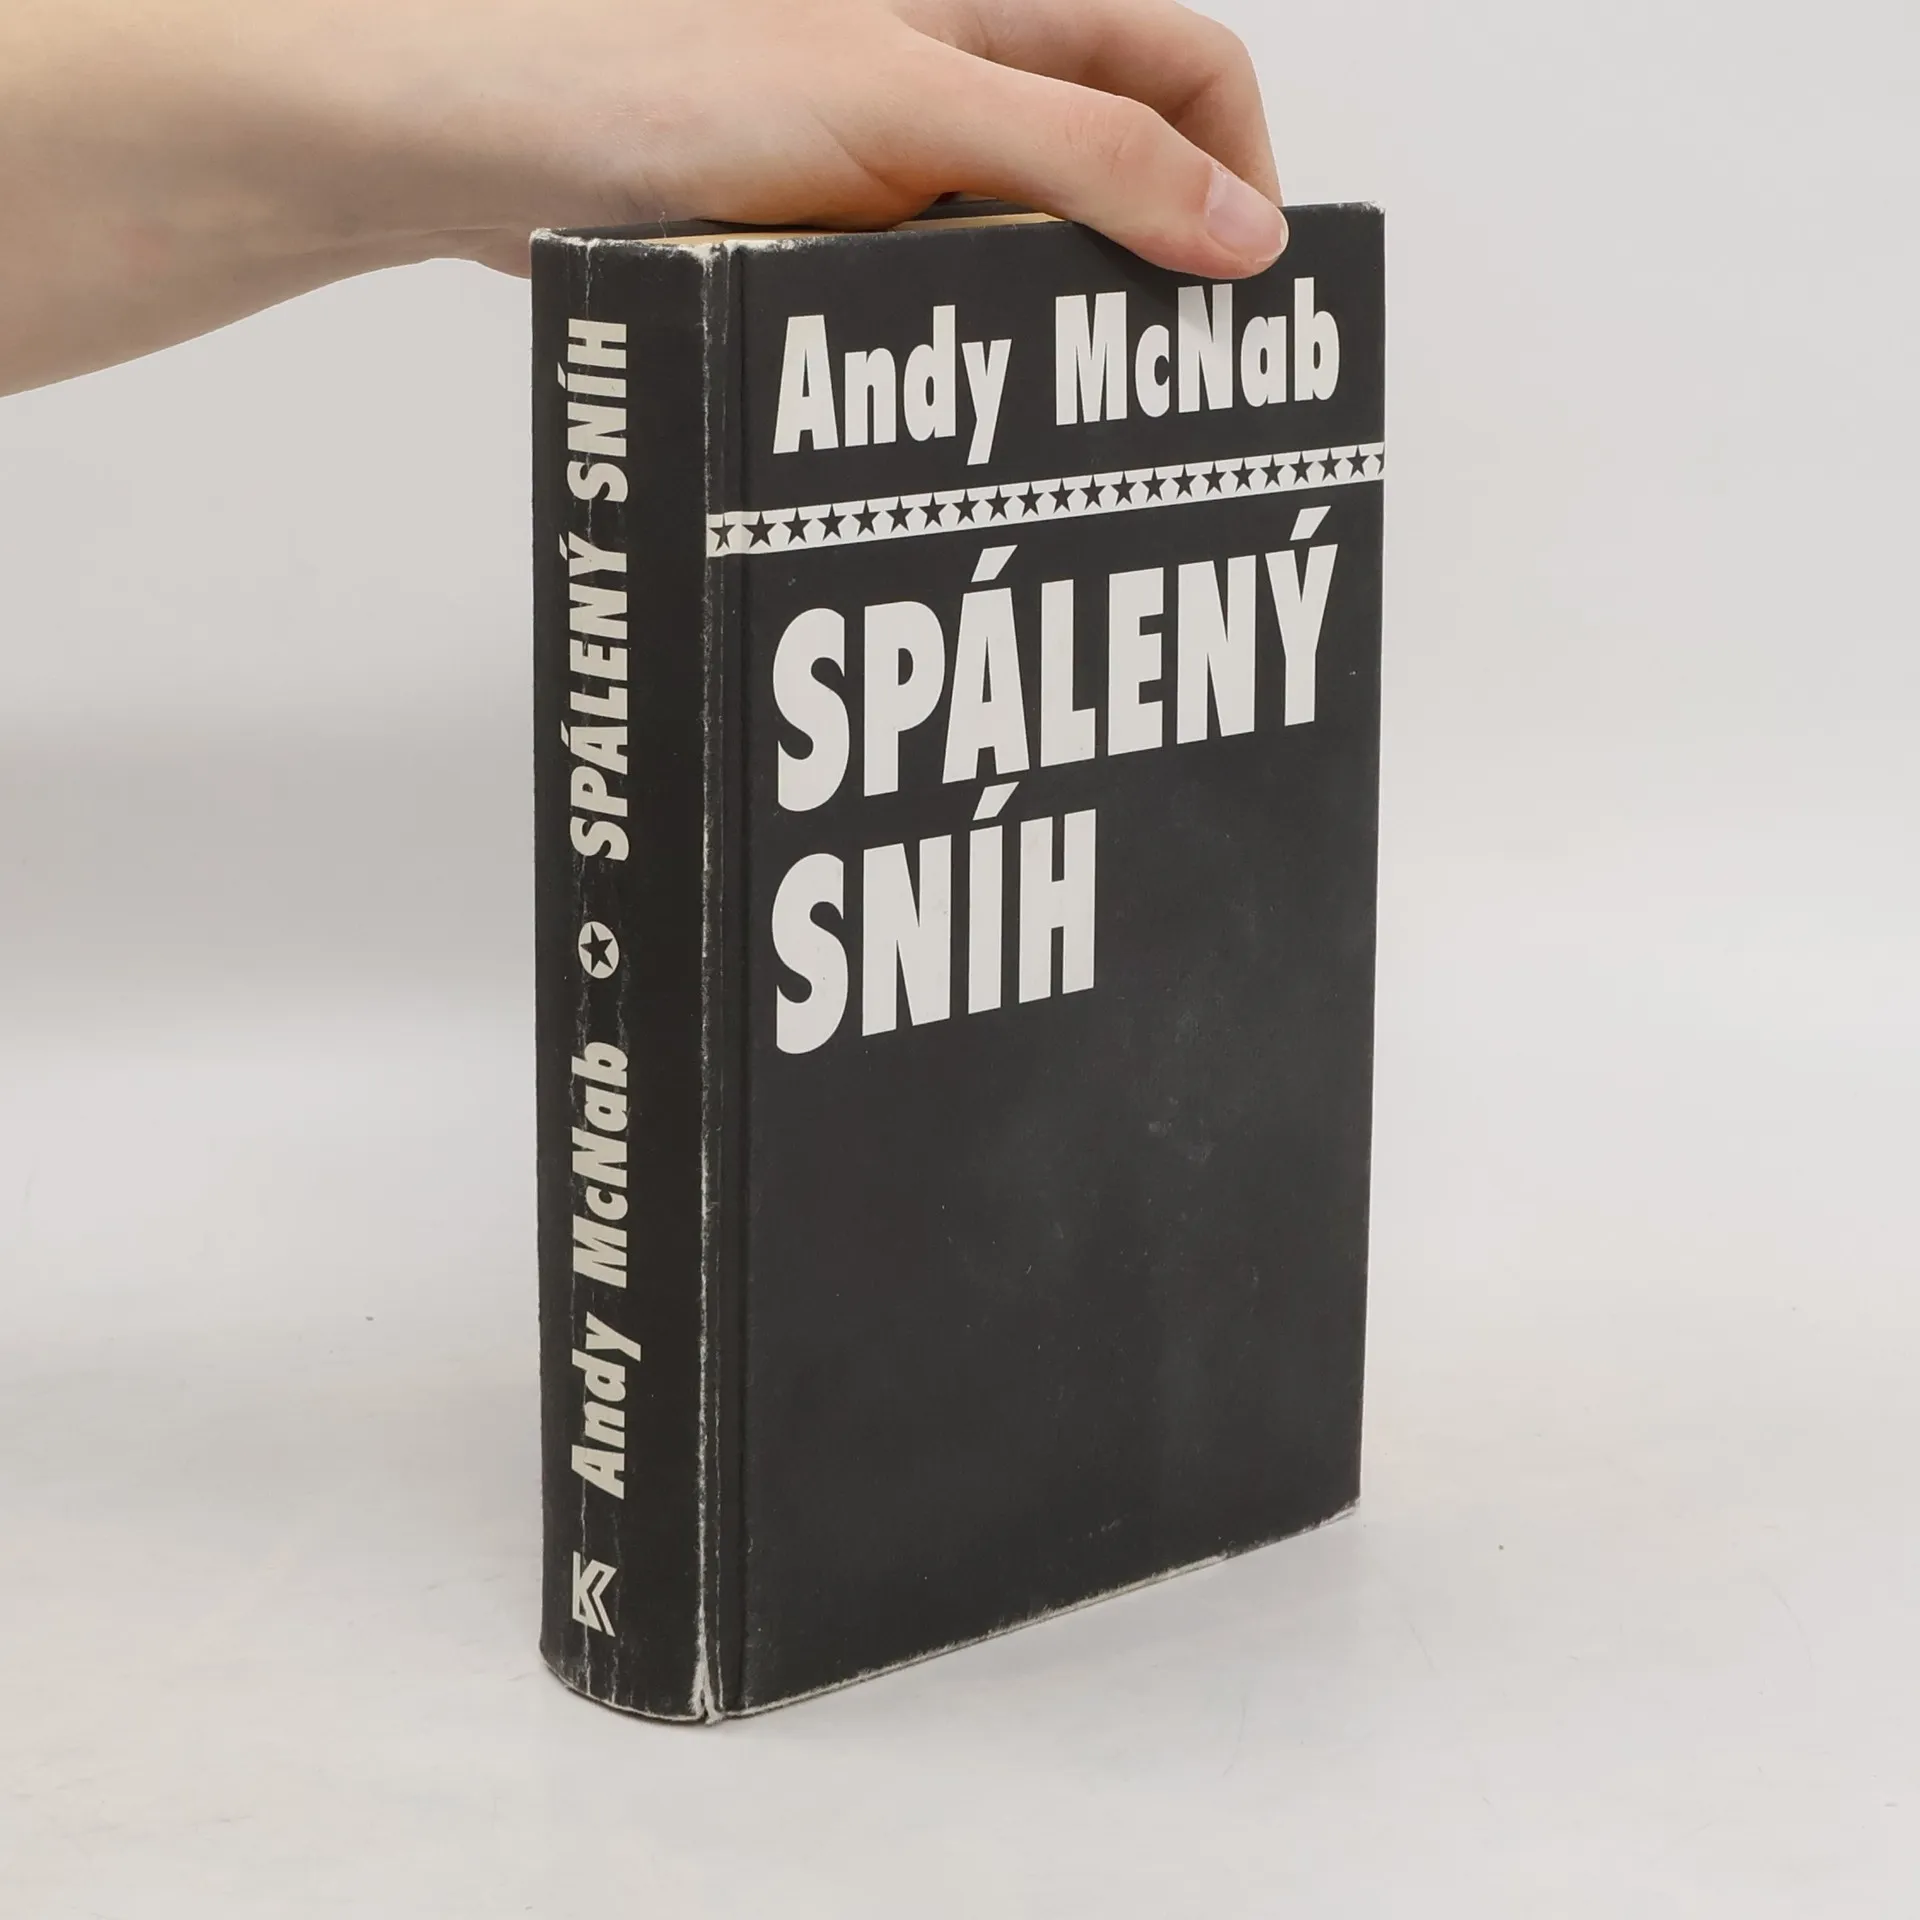 Andy McNab
SPÁLENÝ
SNÍH
Andy McNab ★ SPÁLENÝ SNÍH
K